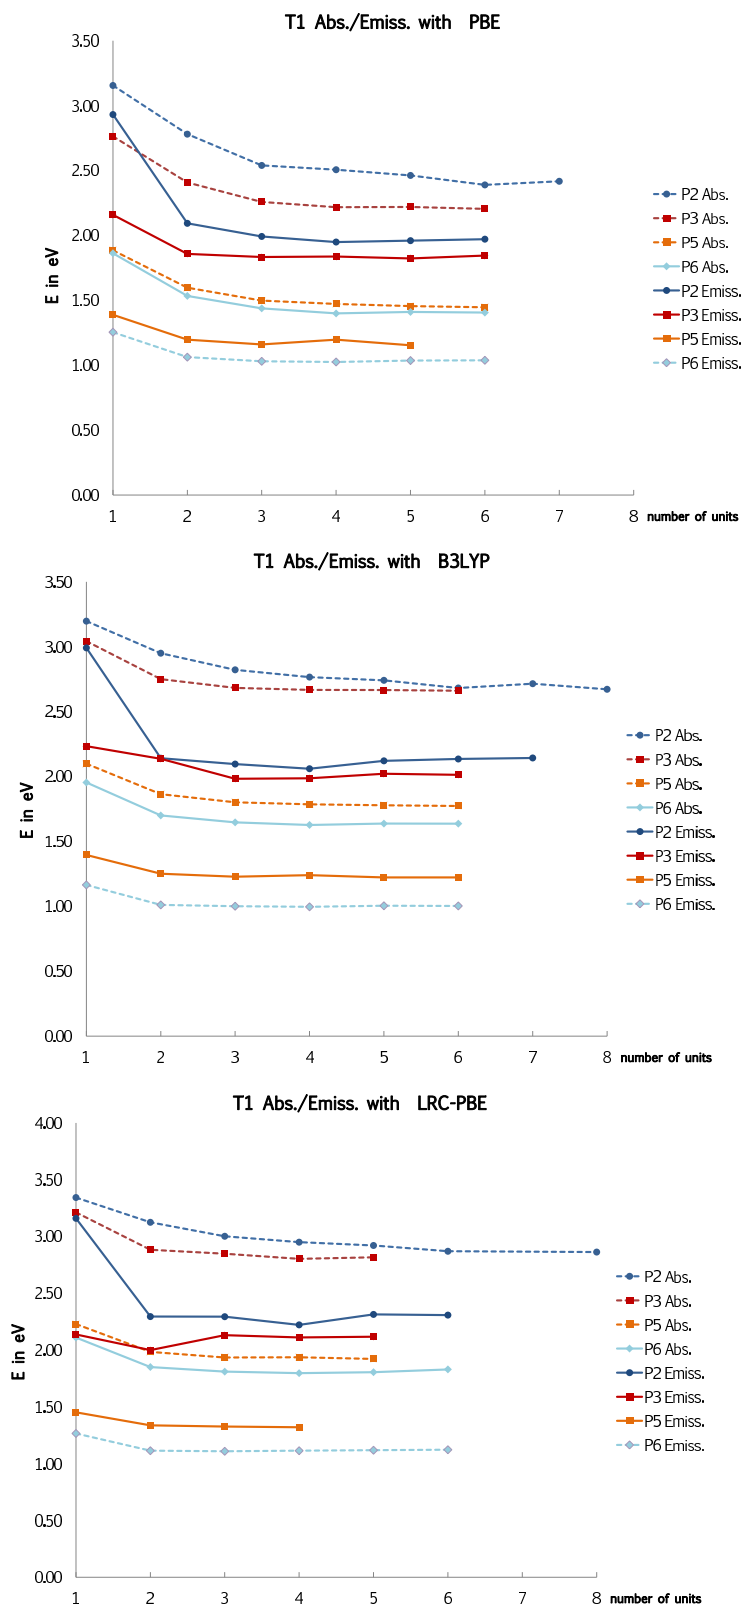 T1 Abs./Emiss. with PBE
3.50
3.00
2.50
2.00
1.50
1.00
0.50
0.00
E in eV
1 2 3 4 5 6 7 8 number of units
P2 Abs.
P3 Abs.
P5 Abs.
P6 Abs.
P2 Emiss.
P3 Emiss.
P5 Emiss.
P6 Emiss.
T1 Abs./Emiss. with B3LYP
3.50
3.00
2.50
2.00
1.50
1.00
0.50
0.00
E in eV
1 2 3 4 5 6 7 8 number of units
P2 Abs.
P3 Abs.
P5 Abs.
P6 Abs.
P2 Emiss.
P3 Emiss.
P5 Emiss.
P6 Emiss.
T1 Abs./Emiss. with LRC-PBE
4.00
3.50
3.00
2.50
2.00
1.50
1.00
0.50
0.00
E in eV
1 2 3 4 5 6 7 8 number of units
P2 Abs.
P3 Abs.
P5 Abs.
P6 Abs.
P2 Emiss.
P3 Emiss.
P5 Emiss.
P6 Emiss.